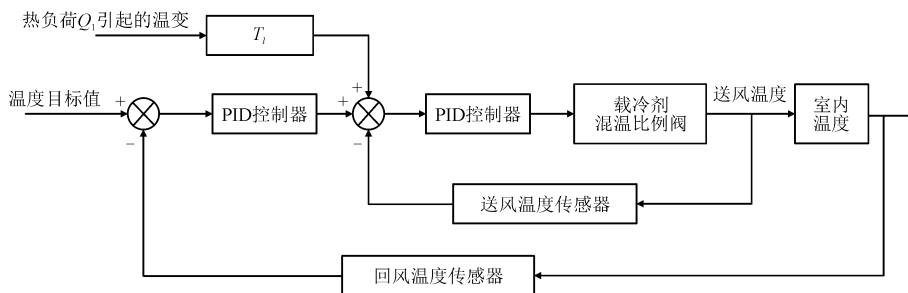 热负荷Q₁引起的温变
T_l
温度目标值
+
−
PID控制器
+
+
−
PID控制器
载冷剂
混温比例阀
送风温度
室内
温度
送风温度传感器
回风温度传感器